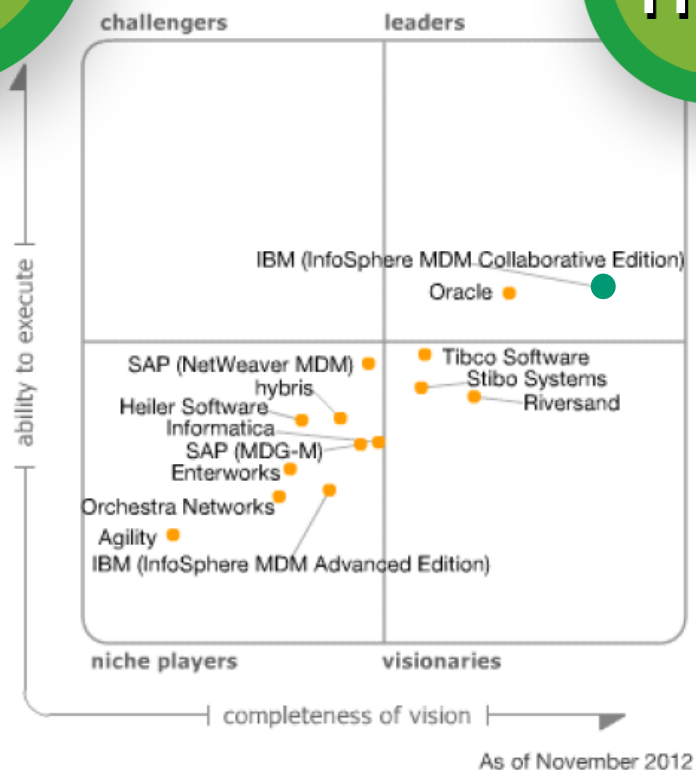 challengers
leaders
IBM (InfoSphere MDM Collaborative Edition)
Oracle
SAP (NetWeaver MDM)
Tibco Software
hybris
Stibo Systems
Heiler Software
Riversand
Informatica
SAP (MDG-M)
Enterworks
Orchestra Networks
Agility
IBM (InfoSphere MDM Advanced Edition)
niche players
visionaries
ability to execute
completeness of vision
As of November 2012